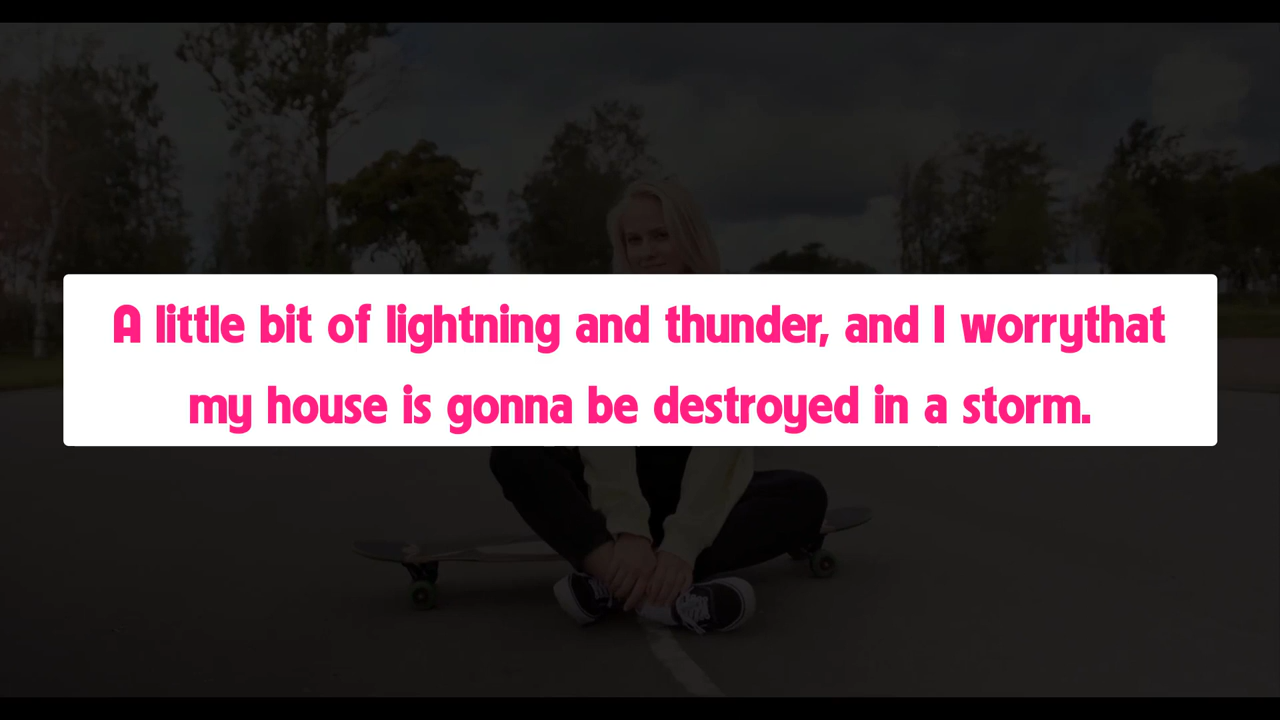 A little bit of lightning and thunder, and I worrythat
my house is gonna be destroyed in a storm.